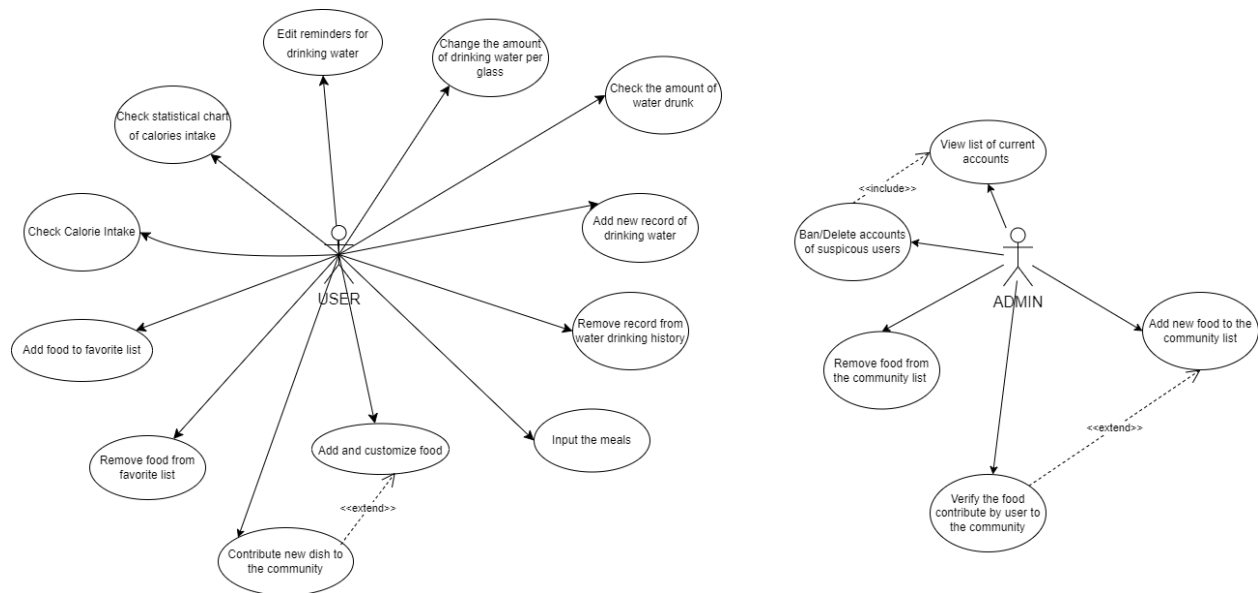 Edit reminders for
drinking water
Change the amount
of drinking water per
glass
Check the amount of
water drunk
Check statistical chart
of calories intake
Check Calorie Intake
Add new record of
drinking water
USER
Add food to favorite list
Remove record from
water drinking history
Remove food from
favorite list
Add and customize food
Input the meals
<<extend>>
Contribute new dish to
the community
View list of current
accounts
<<include>>
Ban/Delete accounts
of suspicous users
ADMIN
Add new food to the
community list
Remove food from
the community list
<<extend>>
Verify the food
contribute by user to
the community